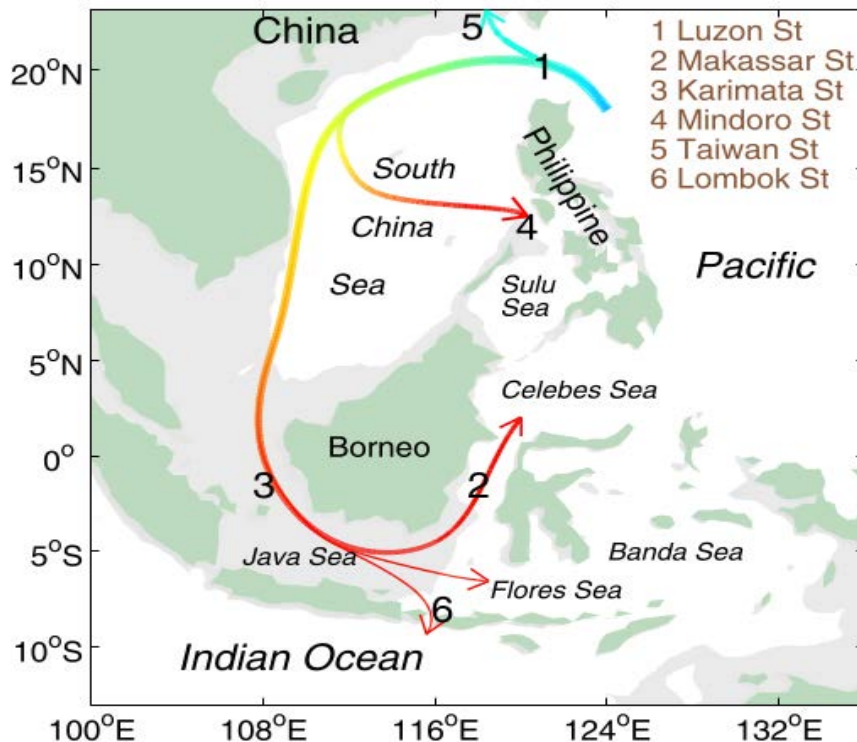 China
5
1
1 Luzon St
2 Makassar St.
3 Karimata St
4 Mindoro St
5 Taiwan St
6 Lombok St
20°N
15°N
10°N
5°N
0°
5°S
10°S
South
China
Sea
4
Philippine
Pacific
Sulu
Sea
Celebes Sea
Borneo
3
2
Java Sea
Banda Sea
Flores Sea
6
Indian Ocean
100°E
108°E
116°E
124°E
132°E